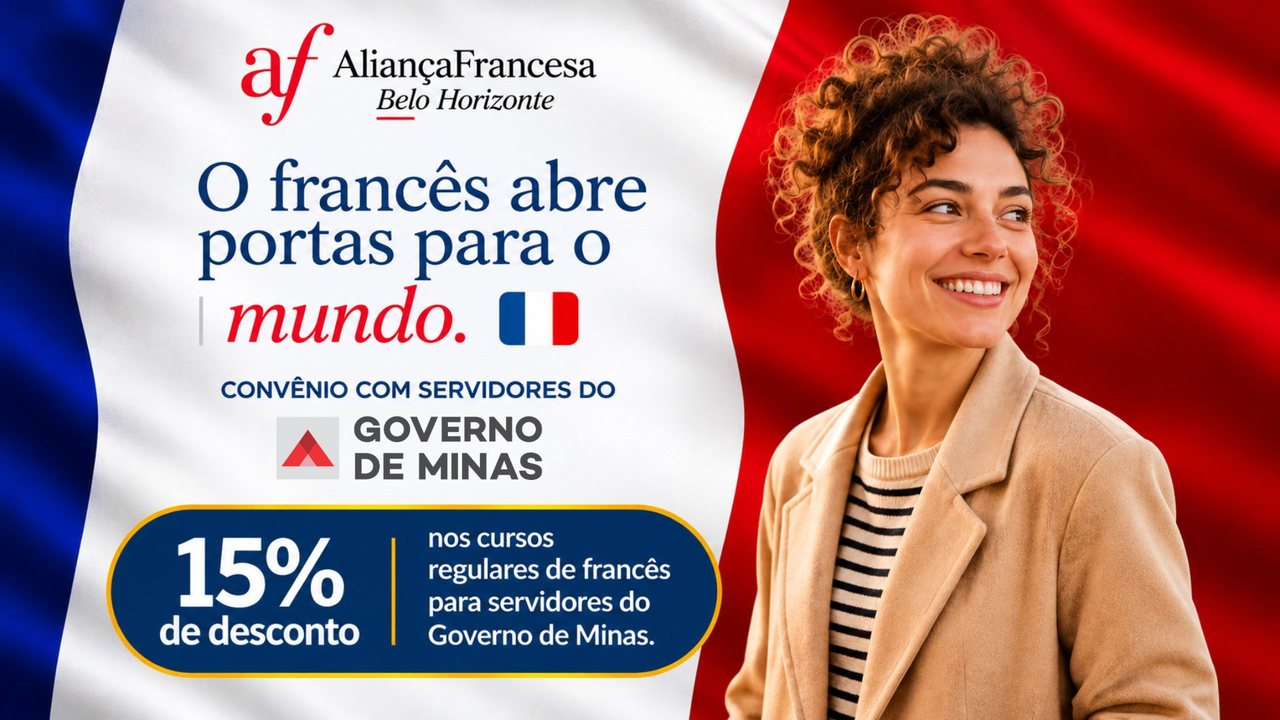 af AliançaFrancesa
Belo Horizonte
O francês abre
portas para o
mundo.
CONVÊNIO COM SERVIDORES DO
GOVERNO
DE MINAS
15%
de desconto
nos cursos
regulares de francês
para servidores do
Governo de Minas.